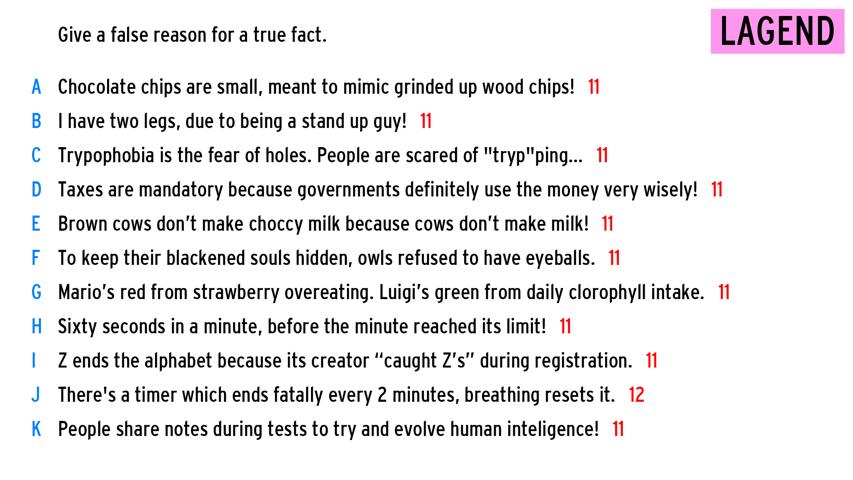 Give a false reason for a true fact.
LAGEND
A Chocolate chips are small, meant to mimic grinded up wood chips! 11
B I have two legs, due to being a stand up guy! 11
C Trypophobia is the fear of holes. People are scared of "tryp"ping... 11
D Taxes are mandatory because governments definitely use the money very wisely! 11
E Brown cows don’t make choccy milk because cows don’t make milk! 11
F To keep their blackened souls hidden, owls refused to have eyeballs. 11
G Mario’s red from strawberry overeating. Luigi’s green from daily clorophyll intake. 11
H Sixty seconds in a minute, before the minute reached its limit! 11
I Z ends the alphabet because its creator “caught Z’s” during registration. 11
J There's a timer which ends fatally every 2 minutes, breathing resets it. 12
K People share notes during tests to try and evolve human inteligence! 11